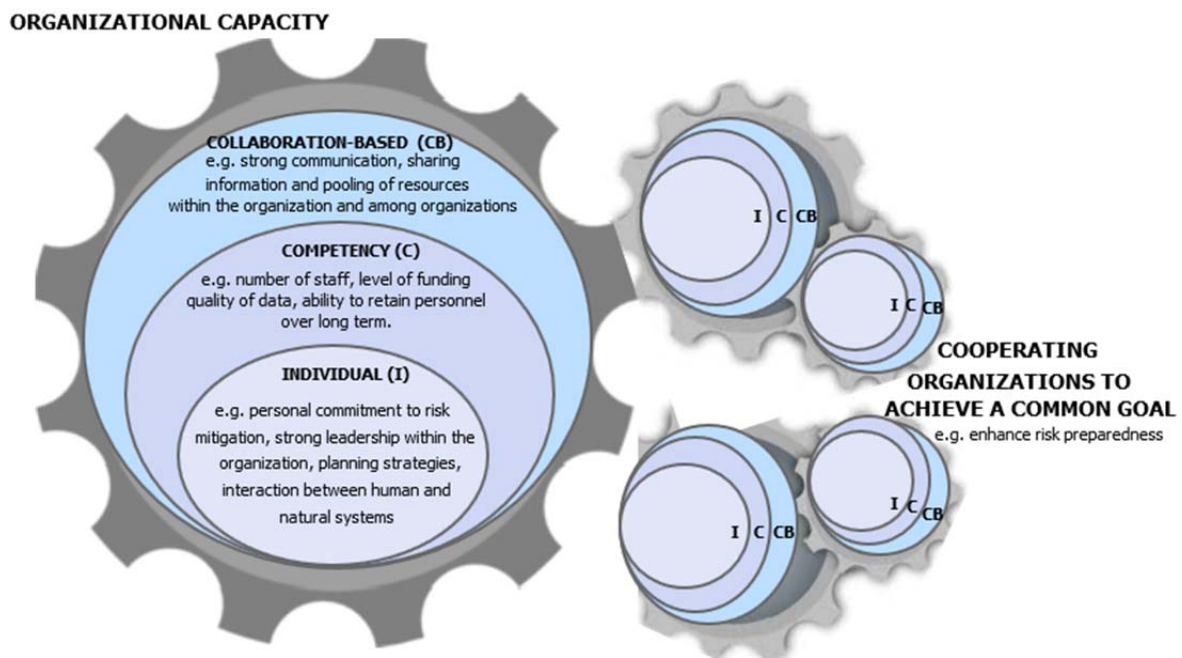 ORGANIZATIONAL CAPACITY
COLLABORATION-BASED (CB)
e.g. strong communication, sharing
information and pooling of resources
within the organization and among organizations
COMPETENCY (C)
e.g. number of staff, level of funding
quality of data, ability to retain personnel
over long term.
INDIVIDUAL (I)
e.g. personal commitment to risk
mitigation, strong leadership within the
organization, planning strategies,
interaction between human and
natural systems
I C CB
I C CB
COOPERATING
ORGANIZATIONS TO
ACHIEVE A COMMON GOAL
e.g. enhance risk preparedness
I C CB
I C CB